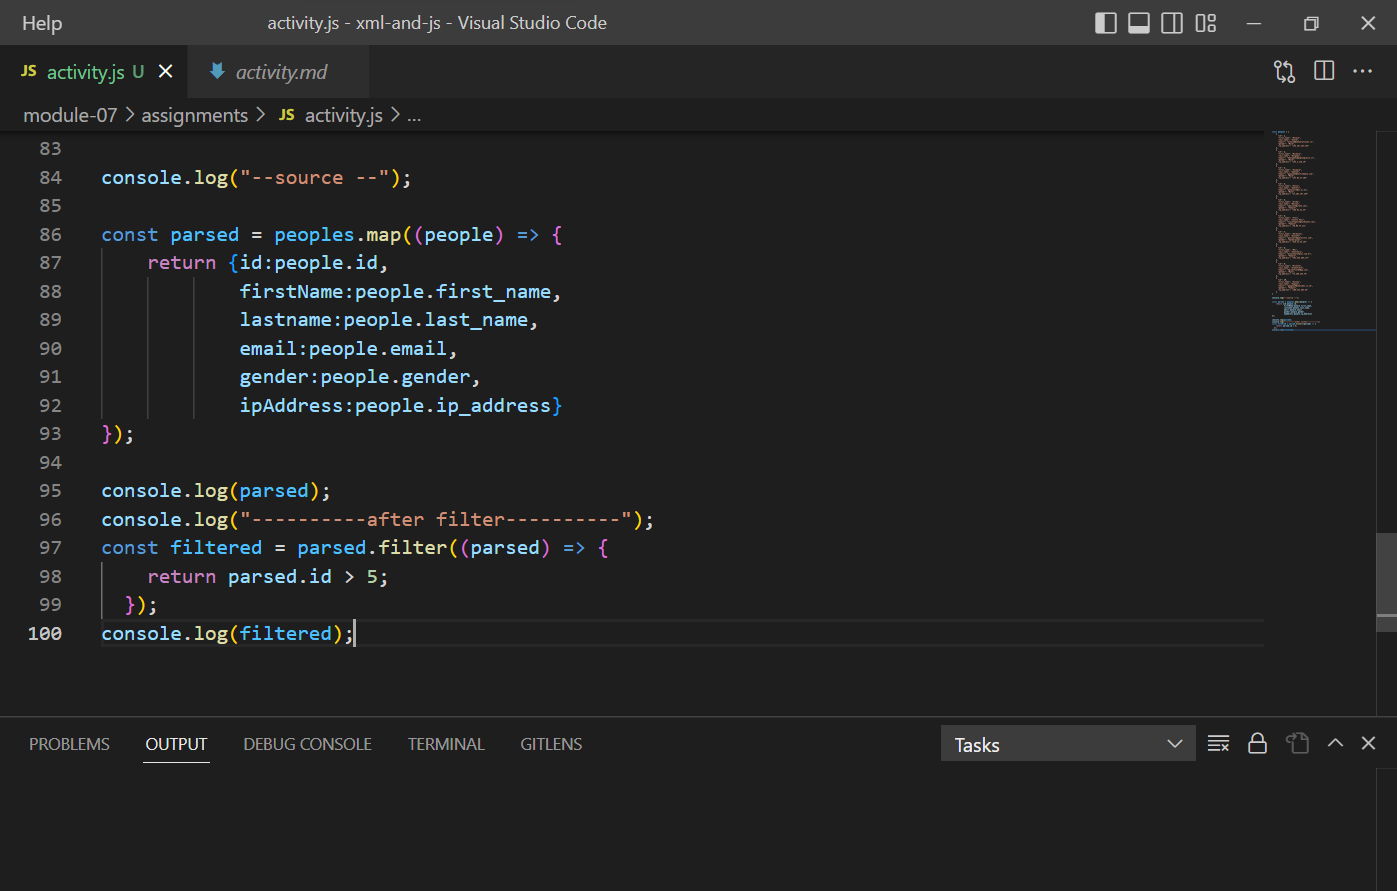 Help activity.js - xml-and-js - Visual Studio Code
JS activity.js U activity.md
module-07 > assignments > JS activity.js > ...
83
84 console.log("--source --");
85
86 const parsed = peoples.map((people) => {
87     return {id:people.id,
88             firstName:people.first_name,
89             lastname:people.last_name,
90             email:people.email,
91             gender:people.gender,
92             ipAddress:people.ip_address}
93 });
94
95 console.log(parsed);
96 console.log("----------after filter----------");
97 const filtered = parsed.filter((parsed) => {
98     return parsed.id > 5;
99   });
100 console.log(filtered);
PROBLEMS OUTPUT DEBUG CONSOLE TERMINAL GITLENS Tasks